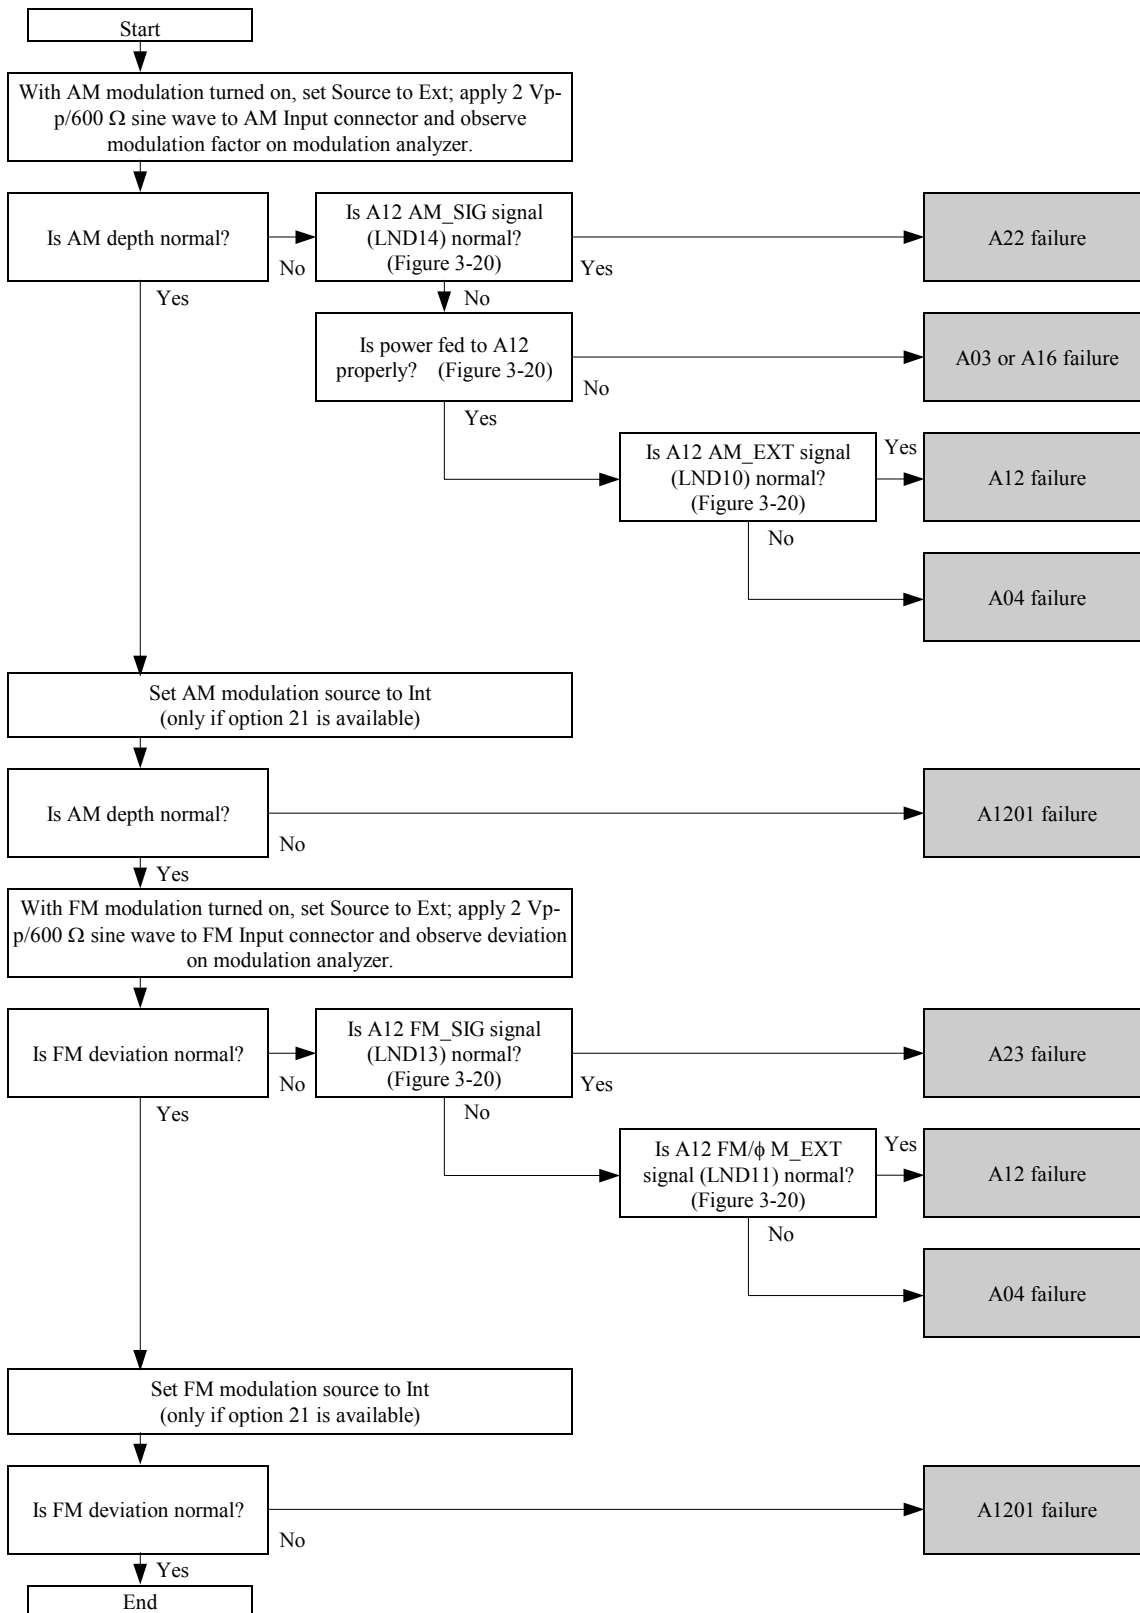 Start
With AM modulation turned on, set Source to Ext; apply 2 Vp-
p/600 Ω sine wave to AM Input connector and observe
modulation factor on modulation analyzer.
Is AM depth normal?
No
Yes
Is A12 AM_SIG signal
(LND14) normal?
(Figure 3-20)
Yes
No
A22 failure
Is power fed to A12
properly? (Figure 3-20)
No
Yes
A03 or A16 failure
Is A12 AM_EXT signal
(LND10) normal?
(Figure 3-20)
Yes
No
A12 failure
A04 failure
Set AM modulation source to Int
(only if option 21 is available)
Is AM depth normal?
No
Yes
A1201 failure
With FM modulation turned on, set Source to Ext; apply 2 Vp-
p/600 Ω sine wave to FM Input connector and observe deviation
on modulation analyzer.
Is FM deviation normal?
No
Yes
Is A12 FM_SIG signal
(LND13) normal?
(Figure 3-20)
Yes
No
A23 failure
Is A12 FM/ϕ M_EXT
signal (LND11) normal?
(Figure 3-20)
Yes
No
A12 failure
A04 failure
Set FM modulation source to Int
(only if option 21 is available)
Is FM deviation normal?
No
Yes
A1201 failure
End